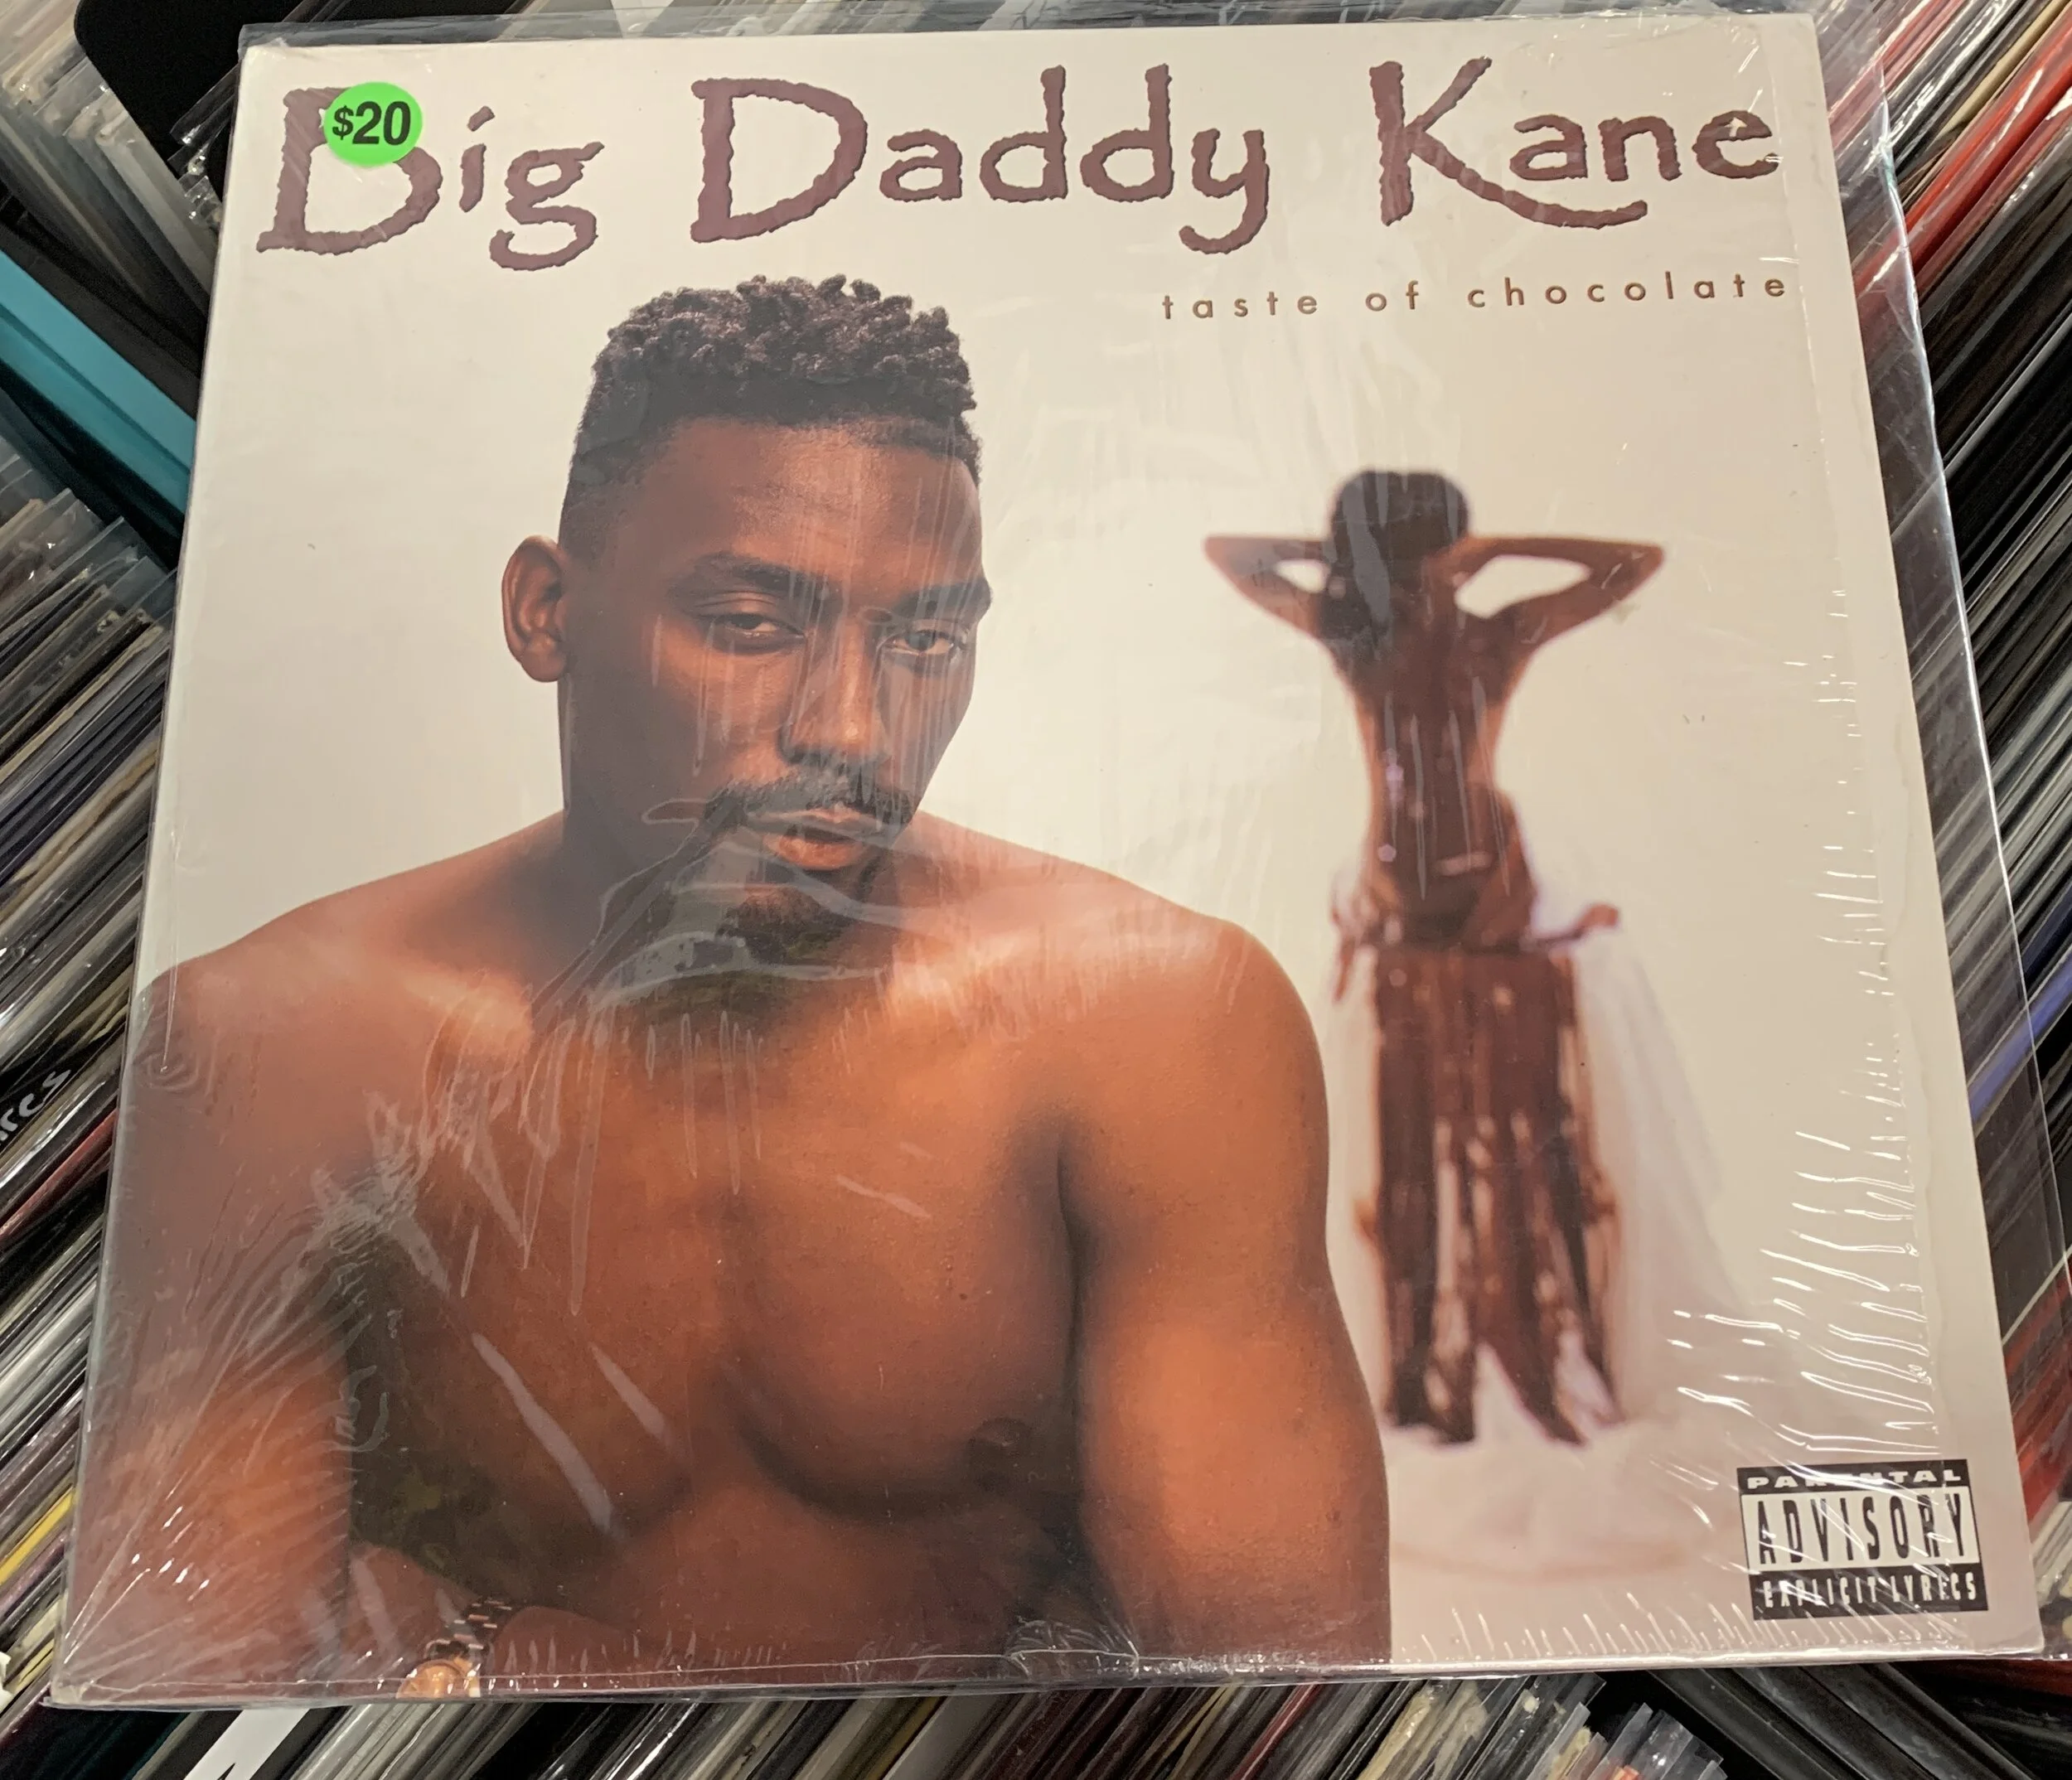 Big Daddy Kane
$20
taste of chocolate
PARENTAL
ADVISORY
EXPLICIT LYRICS